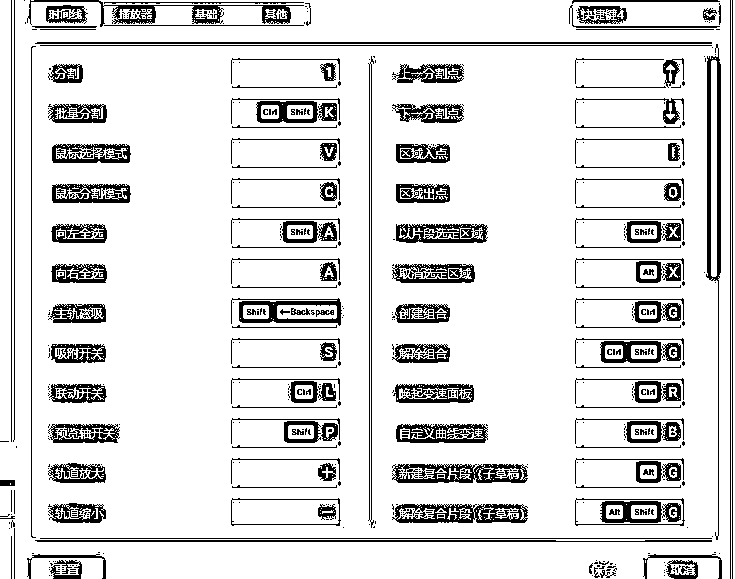 时间线 播放器 基础 其他 快捷键4
分割 1 上一分割点 ↑
批量分割 Ctrl Shift K 下一分割点 ↓
鼠标选择模式 V 区域入点 I
鼠标分割模式 C 区域出点 O
向左全选 Shift A 以片段选定区域 Shift X
向右全选 A 取消选定区域 Alt X
主轨磁吸 Shift ←Backspace 创建组合 Ctrl G
吸附开关 S 解除组合 Ctrl Shift G
联动开关 Ctrl L 唤起变速面板 Ctrl R
预览轴开关 Shift P 自定义曲线变速 Shift B
轨道放大 + 新建复合片段（子草稿） Alt G
轨道缩小 - 解除复合片段（子草稿） Alt Shift G
重置 保存 取消